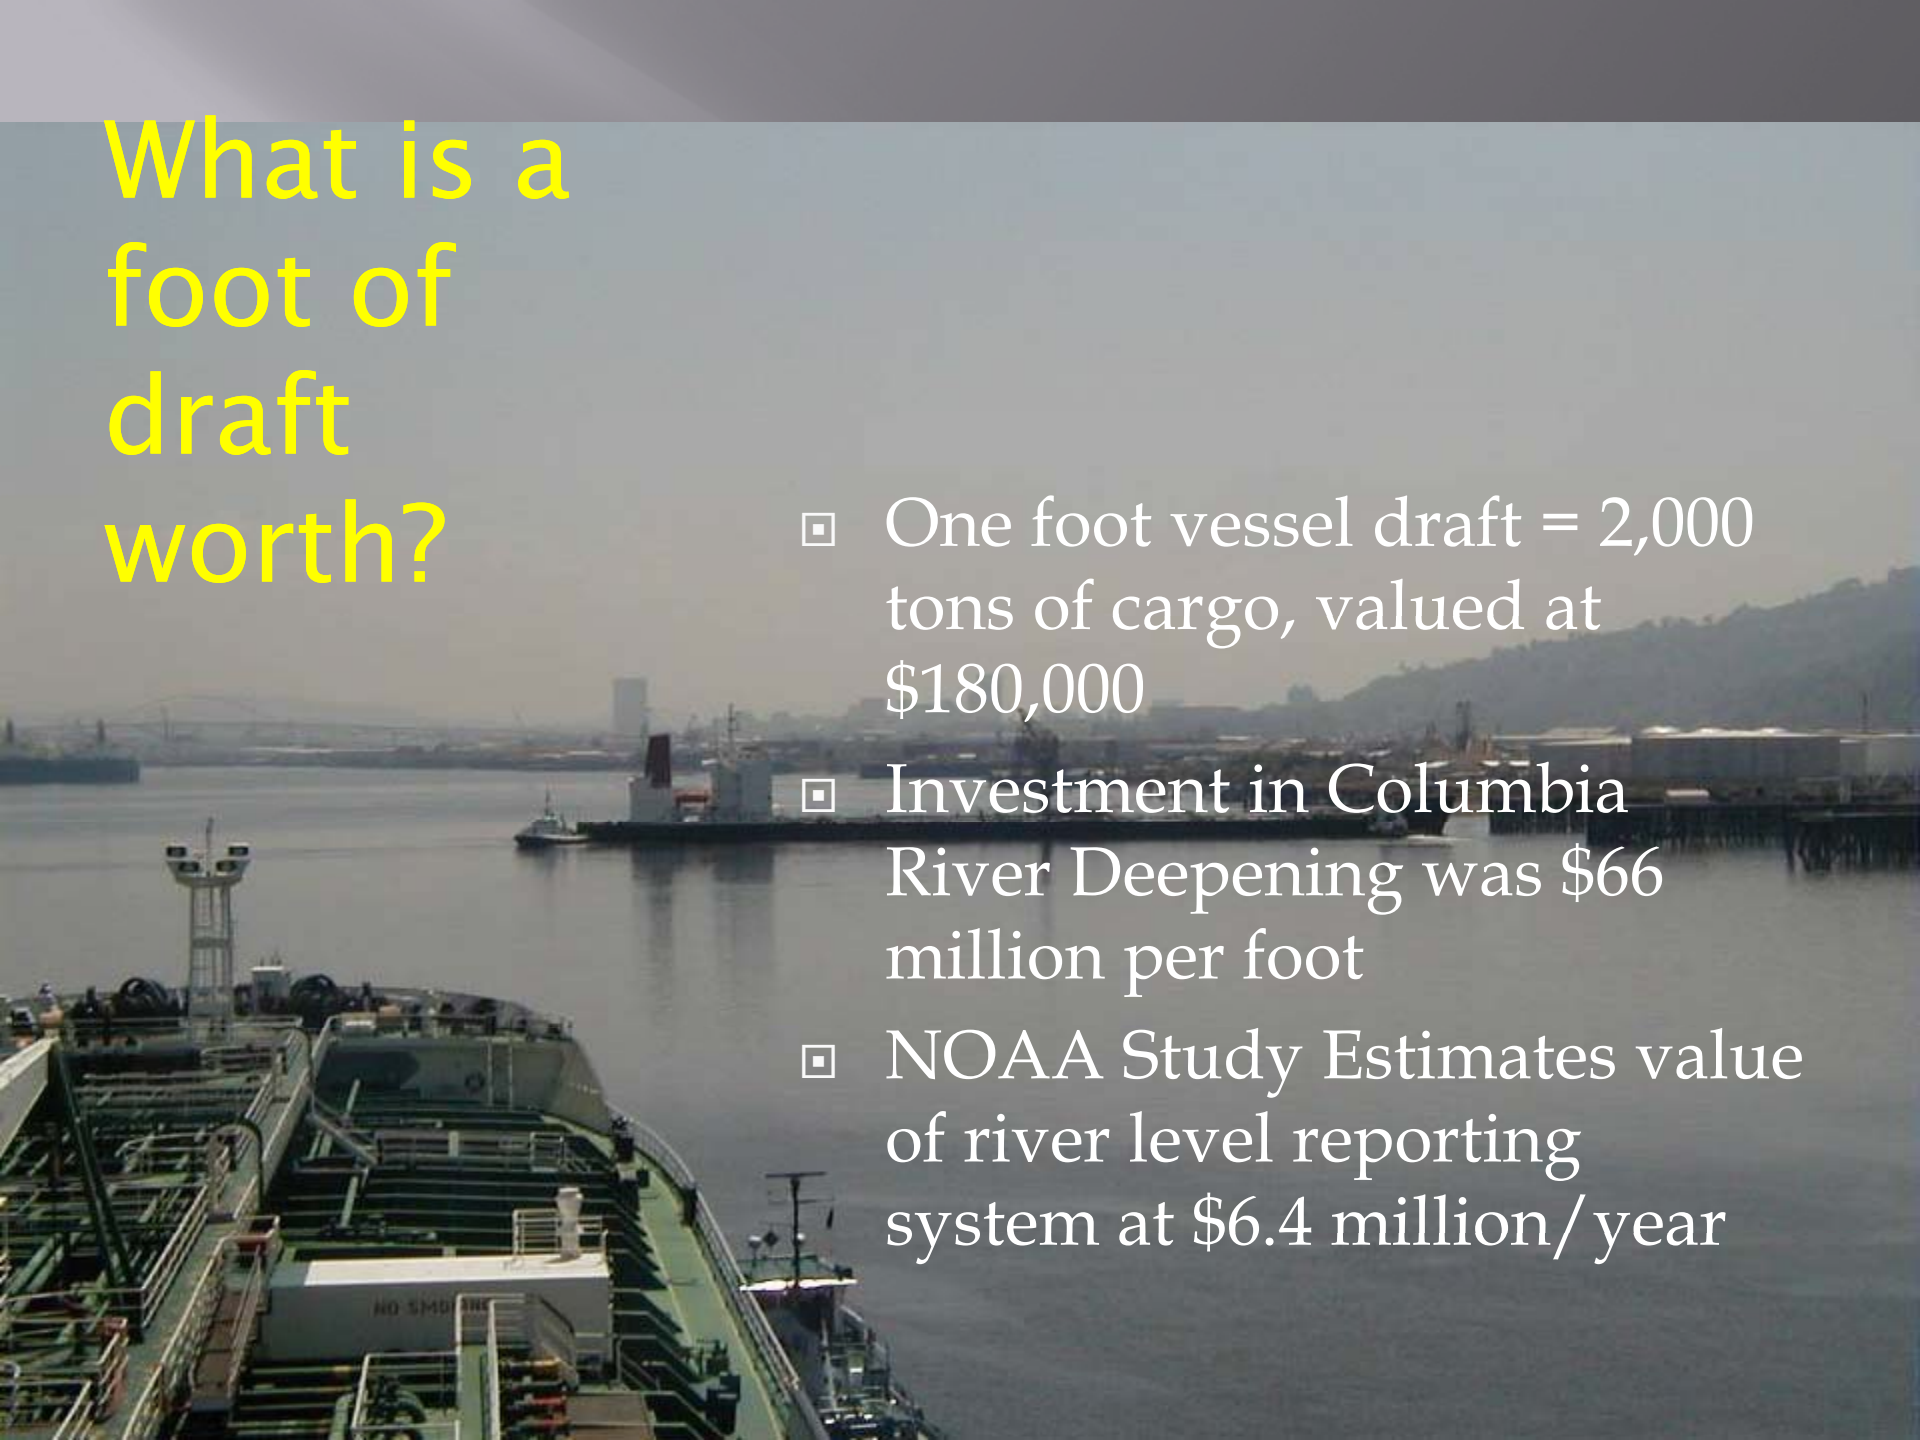 What is a
foot of
draft
worth?
One foot vessel draft = 2,000
tons of cargo, valued at
$180,000
Investment in Columbia
River Deepening was $66
million per foot
NOAA Study Estimates value
of river level reporting
system at $6.4 million/year
NO SMOKING